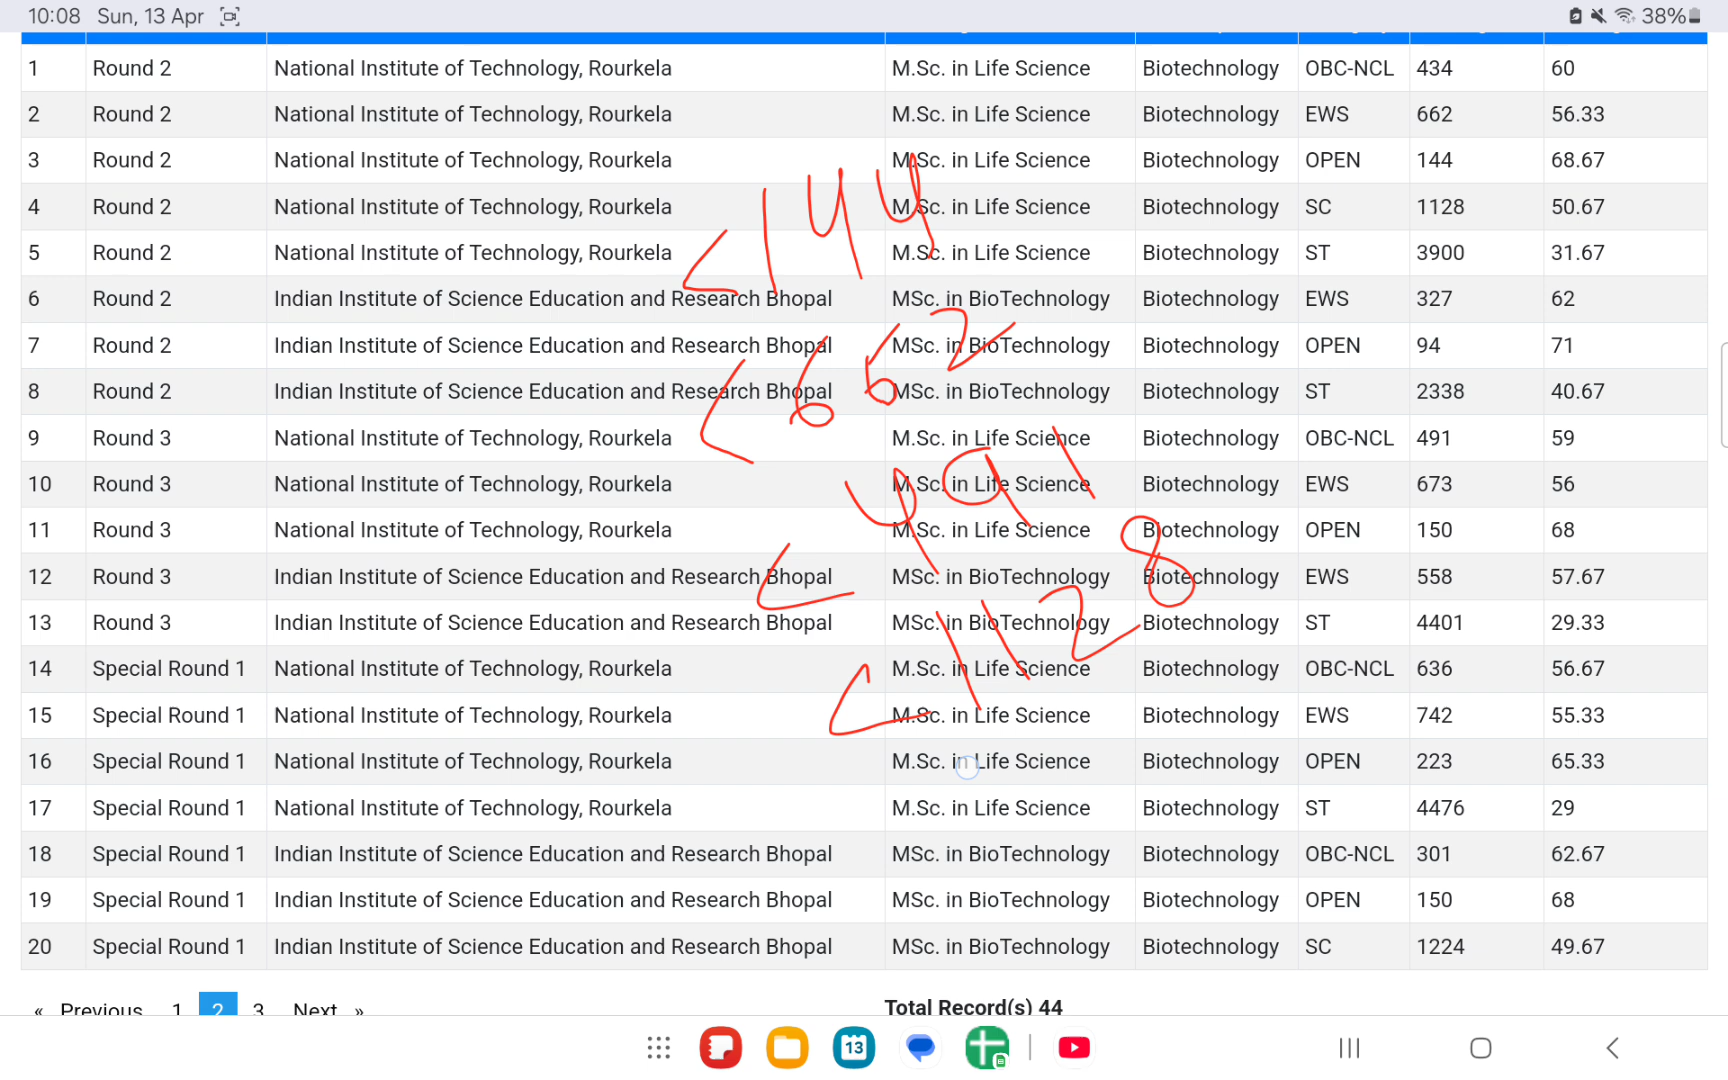 10:08 Sun, 13 Apr 38%
1 Round 2 National Institute of Technology, Rourkela M.Sc. in Life Science Biotechnology OBC-NCL 434 60
2 Round 2 National Institute of Technology, Rourkela M.Sc. in Life Science Biotechnology EWS 662 56.33
3 Round 2 National Institute of Technology, Rourkela M.Sc. in Life Science Biotechnology OPEN 144 68.67
4 Round 2 National Institute of Technology, Rourkela M.Sc. in Life Science Biotechnology SC 1128 50.67
5 Round 2 National Institute of Technology, Rourkela M.Sc. in Life Science Biotechnology ST 3900 31.67
<144
6 Round 2 Indian Institute of Science Education and Research Bhopal MSc. in BioTechnology Biotechnology EWS 327 62
7 Round 2 Indian Institute of Science Education and Research Bhopal MSc. in BioTechnology Biotechnology OPEN 94 71
8 Round 2 Indian Institute of Science Education and Research Bhopal MSc. in BioTechnology Biotechnology ST 2338 40.67
<662
9 Round 3 National Institute of Technology, Rourkela M.Sc. in Life Science Biotechnology OBC-NCL 491 59
10 Round 3 National Institute of Technology, Rourkela M.Sc. in Life Science Biotechnology EWS 673 56
11 Round 3 National Institute of Technology, Rourkela M.Sc. in Life Science Biotechnology OPEN 150 68
<491
12 Round 3 Indian Institute of Science Education and Research Bhopal MSc. in BioTechnology Biotechnology EWS 558 57.67
13 Round 3 Indian Institute of Science Education and Research Bhopal MSc. in BioTechnology Biotechnology ST 4401 29.33
<1128
14 Special Round 1 National Institute of Technology, Rourkela M.Sc. in Life Science Biotechnology OBC-NCL 636 56.67
15 Special Round 1 National Institute of Technology, Rourkela M.Sc. in Life Science Biotechnology EWS 742 55.33
16 Special Round 1 National Institute of Technology, Rourkela M.Sc. in Life Science Biotechnology OPEN 223 65.33
17 Special Round 1 National Institute of Technology, Rourkela M.Sc. in Life Science Biotechnology ST 4476 29
18 Special Round 1 Indian Institute of Science Education and Research Bhopal MSc. in BioTechnology Biotechnology OBC-NCL 301 62.67
19 Special Round 1 Indian Institute of Science Education and Research Bhopal MSc. in BioTechnology Biotechnology OPEN 150 68
20 Special Round 1 Indian Institute of Science Education and Research Bhopal MSc. in BioTechnology Biotechnology SC 1224 49.67
« Previous 1 2 3 Next » Total Record(s) 44
13